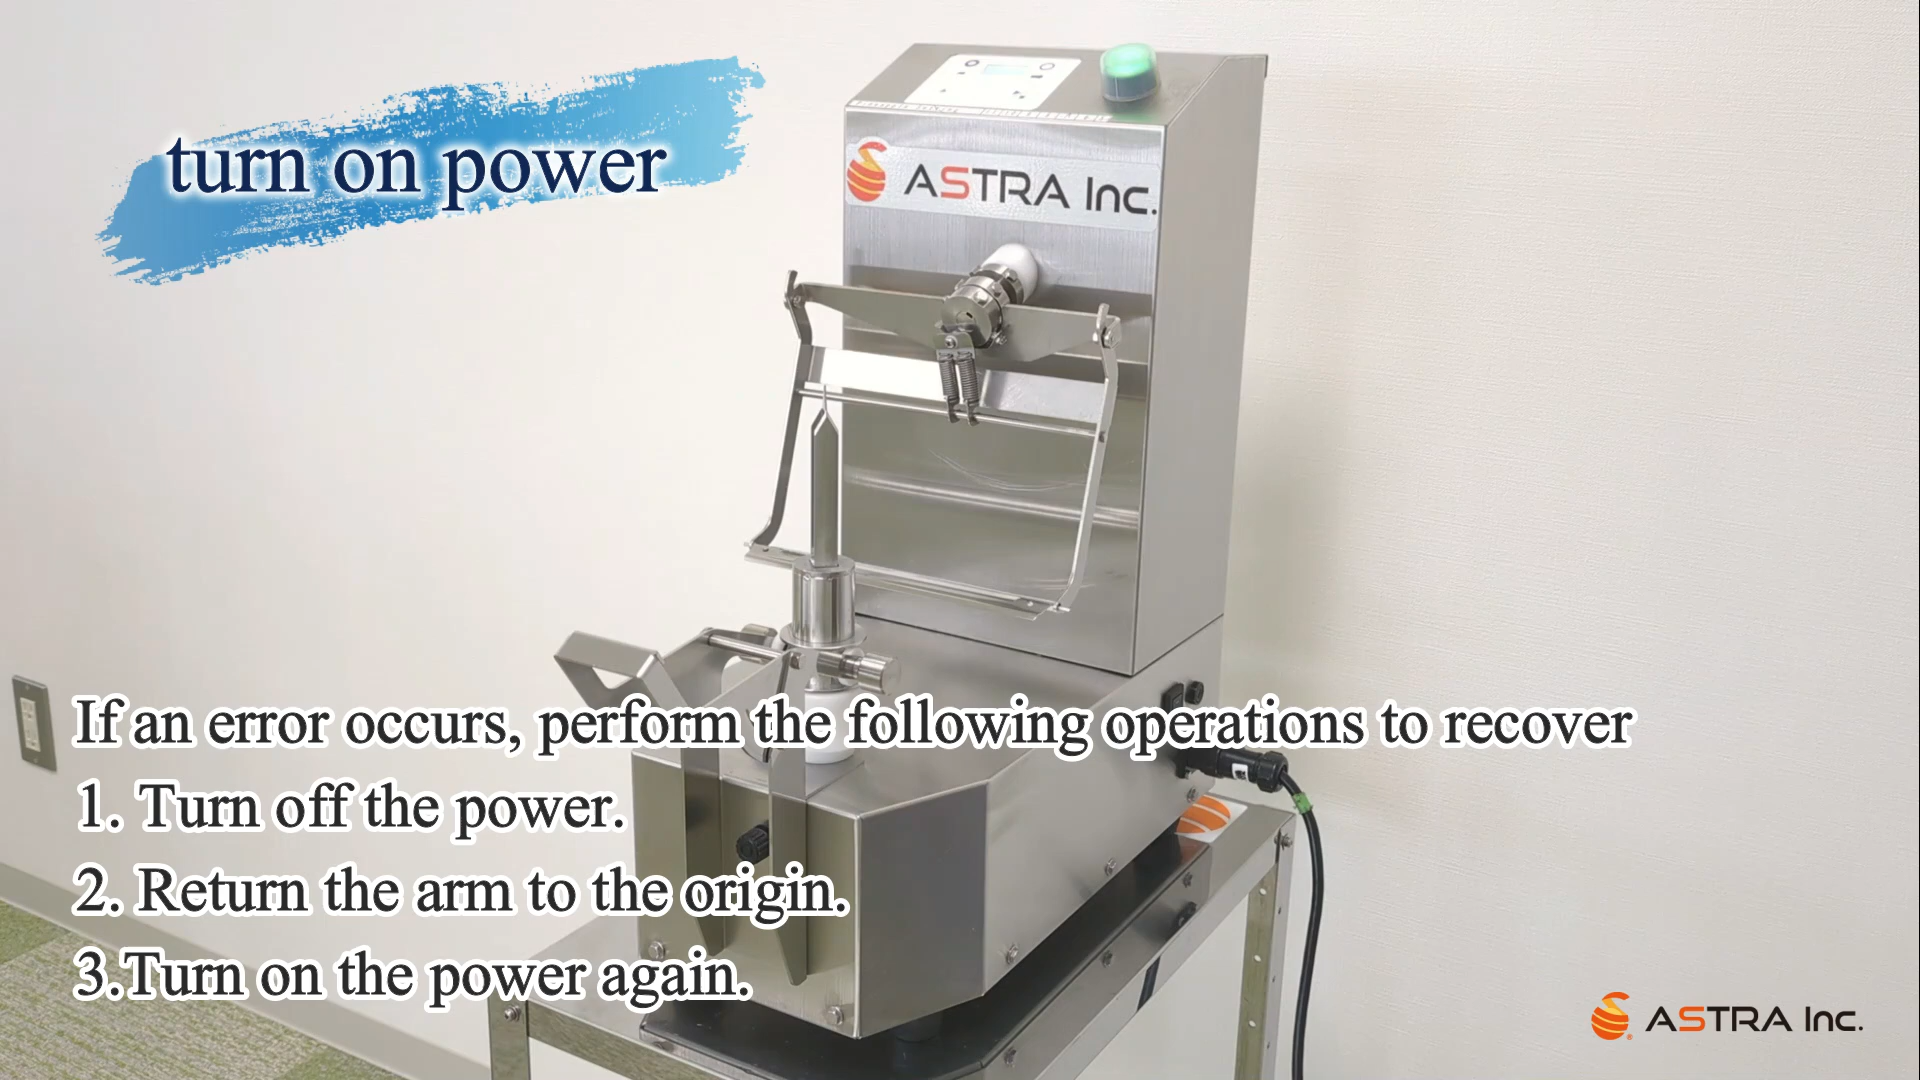 turn on power
ASTRA Inc.
If an error occurs, perform the following operations to recover
1. Turn off the power.
2. Return the arm to the origin.
3.Turn on the power again.
ASTRA Inc.